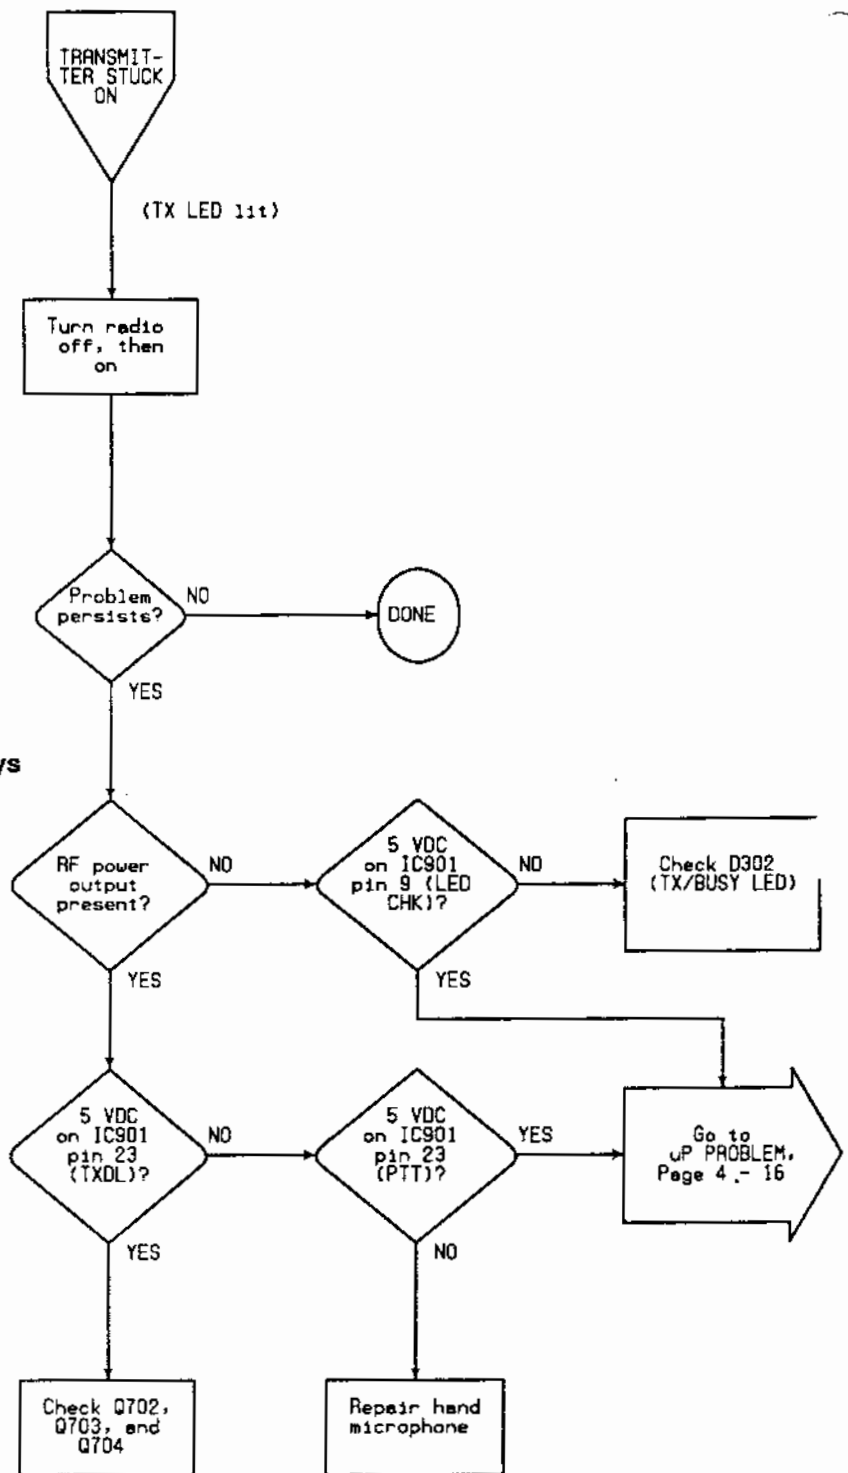 TRANSMIT-
TER STUCK
ON
(TX LED lit)
Turn radio
off, then
on
Problem
persists?
NO
DONE
YES
ys
RF power
output
present?
NO
5 VDC
on IC901
pin 9 (LED
CHK)?
NO
Check D302
(TX/BUSY LED)
YES
YES
5 VDC
on IC901
pin 23
(TXDL)?
NO
5 VDC
on IC901
pin 23
(PTT)?
YES
Go to
uP PROBLEM,
Page 4 - 16
YES
NO
Check Q702,
Q703, and
Q704
Repair hand
microphone